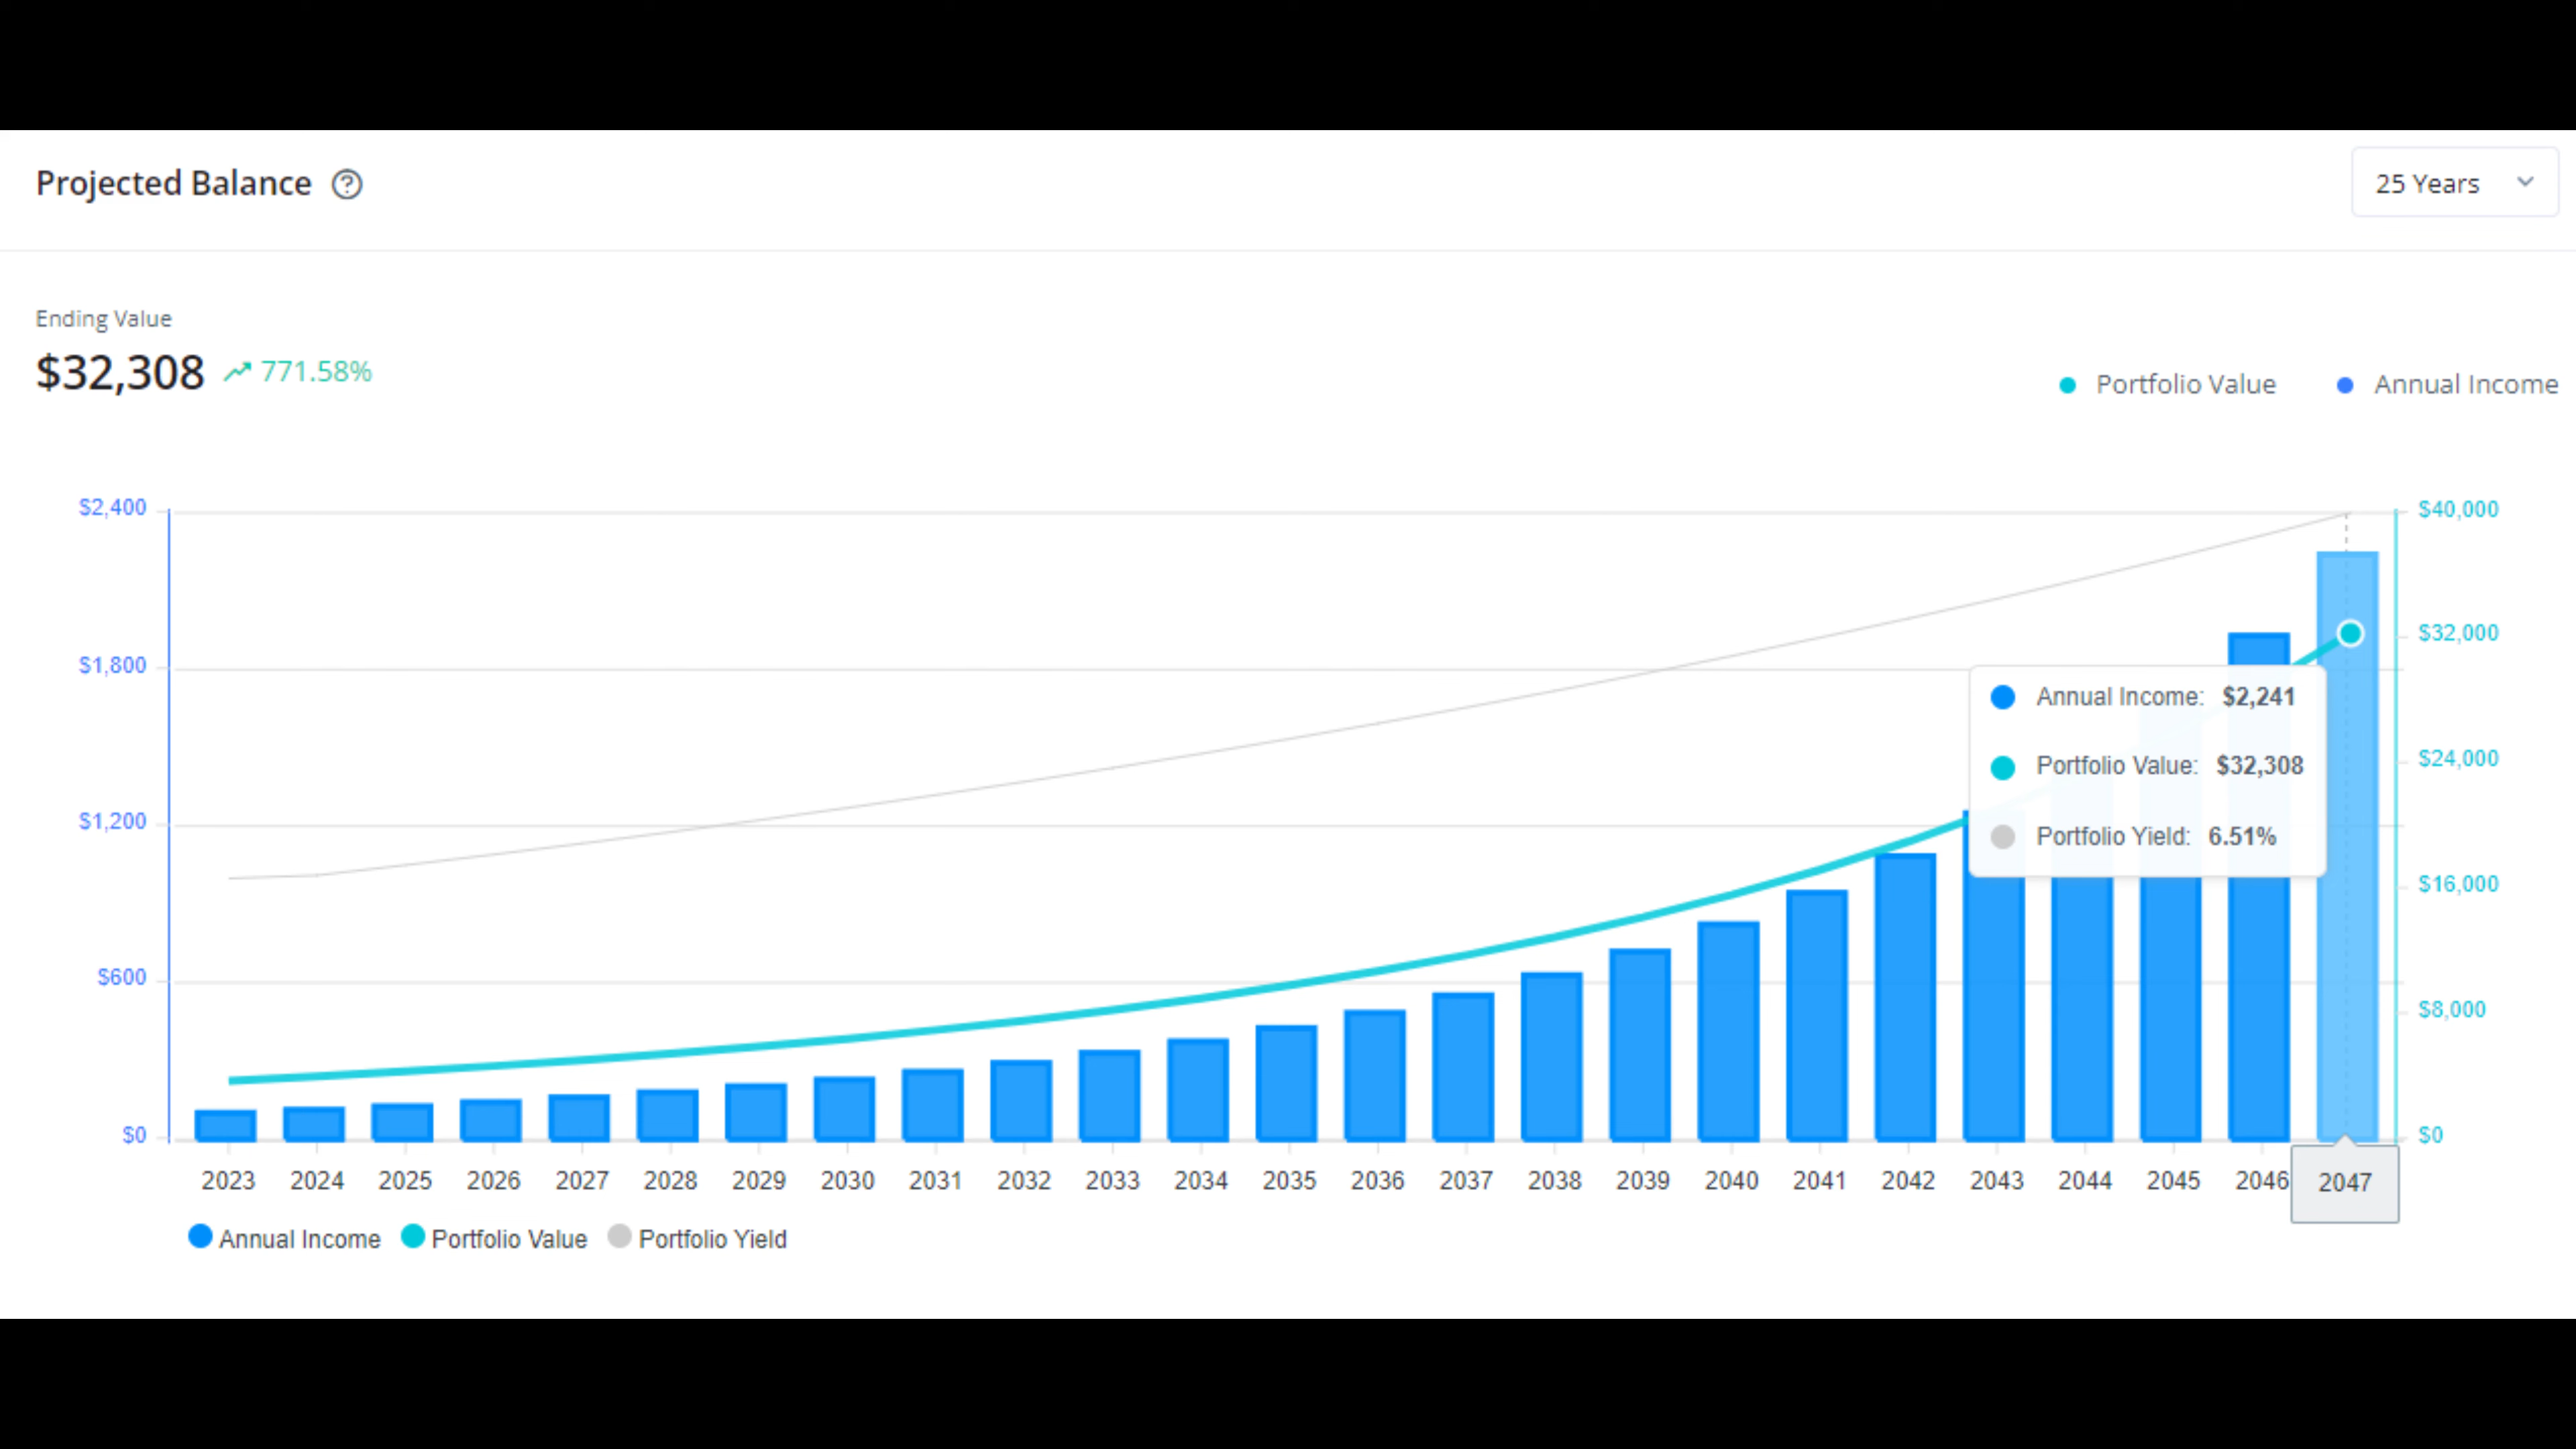 Projected Balance ?
25 Years
Ending Value
$32,308 771.58%
Portfolio Value Annual Income
$2,400
$1,800
$1,200
$600
$0
$40,000
$32,000
$24,000
$16,000
$8,000
$0
Annual Income: $2,241
Portfolio Value: $32,308
Portfolio Yield: 6.51%
2023 2024 2025 2026 2027 2028 2029 2030 2031 2032 2033 2034 2035 2036 2037 2038 2039 2040 2041 2042 2043 2044 2045 2046 2047
Annual Income Portfolio Value Portfolio Yield